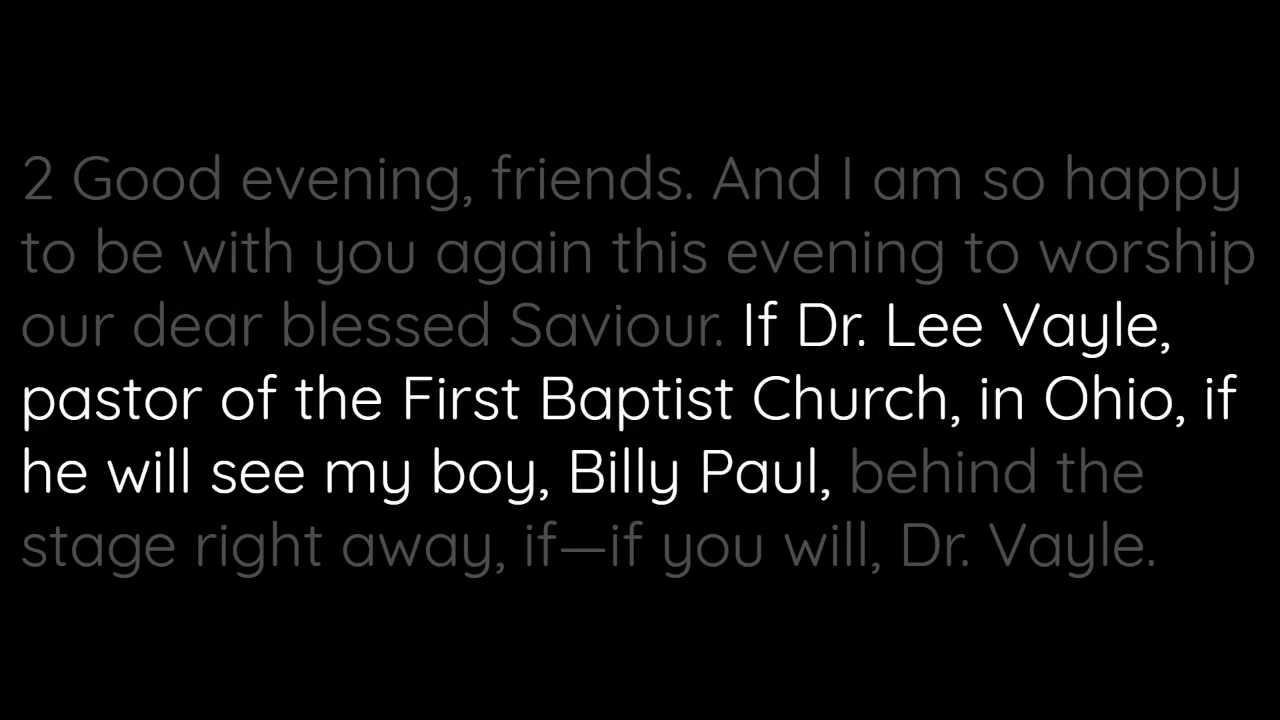 2 Good evening, friends. And I am so happy
to be with you again this evening to worship
our dear blessed Saviour. If Dr. Lee Vayle,
pastor of the First Baptist Church, in Ohio, if
he will see my boy, Billy Paul, behind the
stage right away, if—if you will, Dr. Vayle.